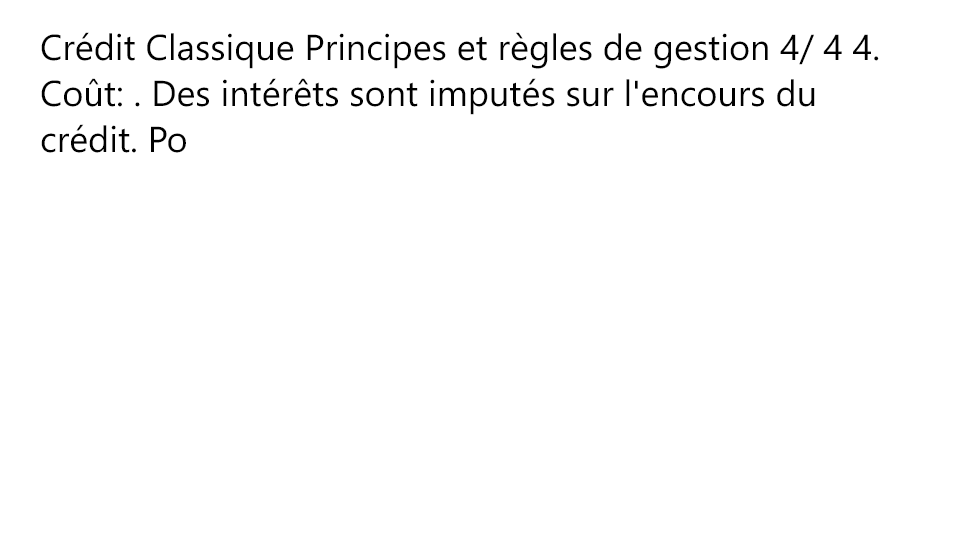 Crédit Classique Principes et règles de gestion 4/ 4 4.
Coût: . Des intérêts sont imputés sur l'encours du
crédit. Po